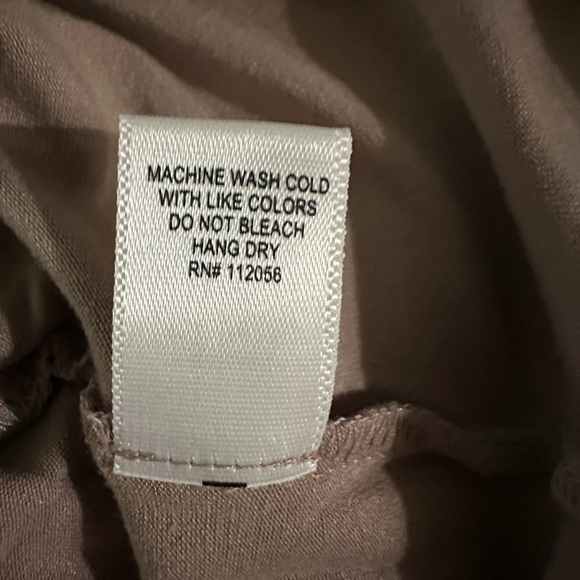 MACHINE WASH COLD
WITH LIKE COLORS
DO NOT BLEACH
HANG DRY
RN# 112056